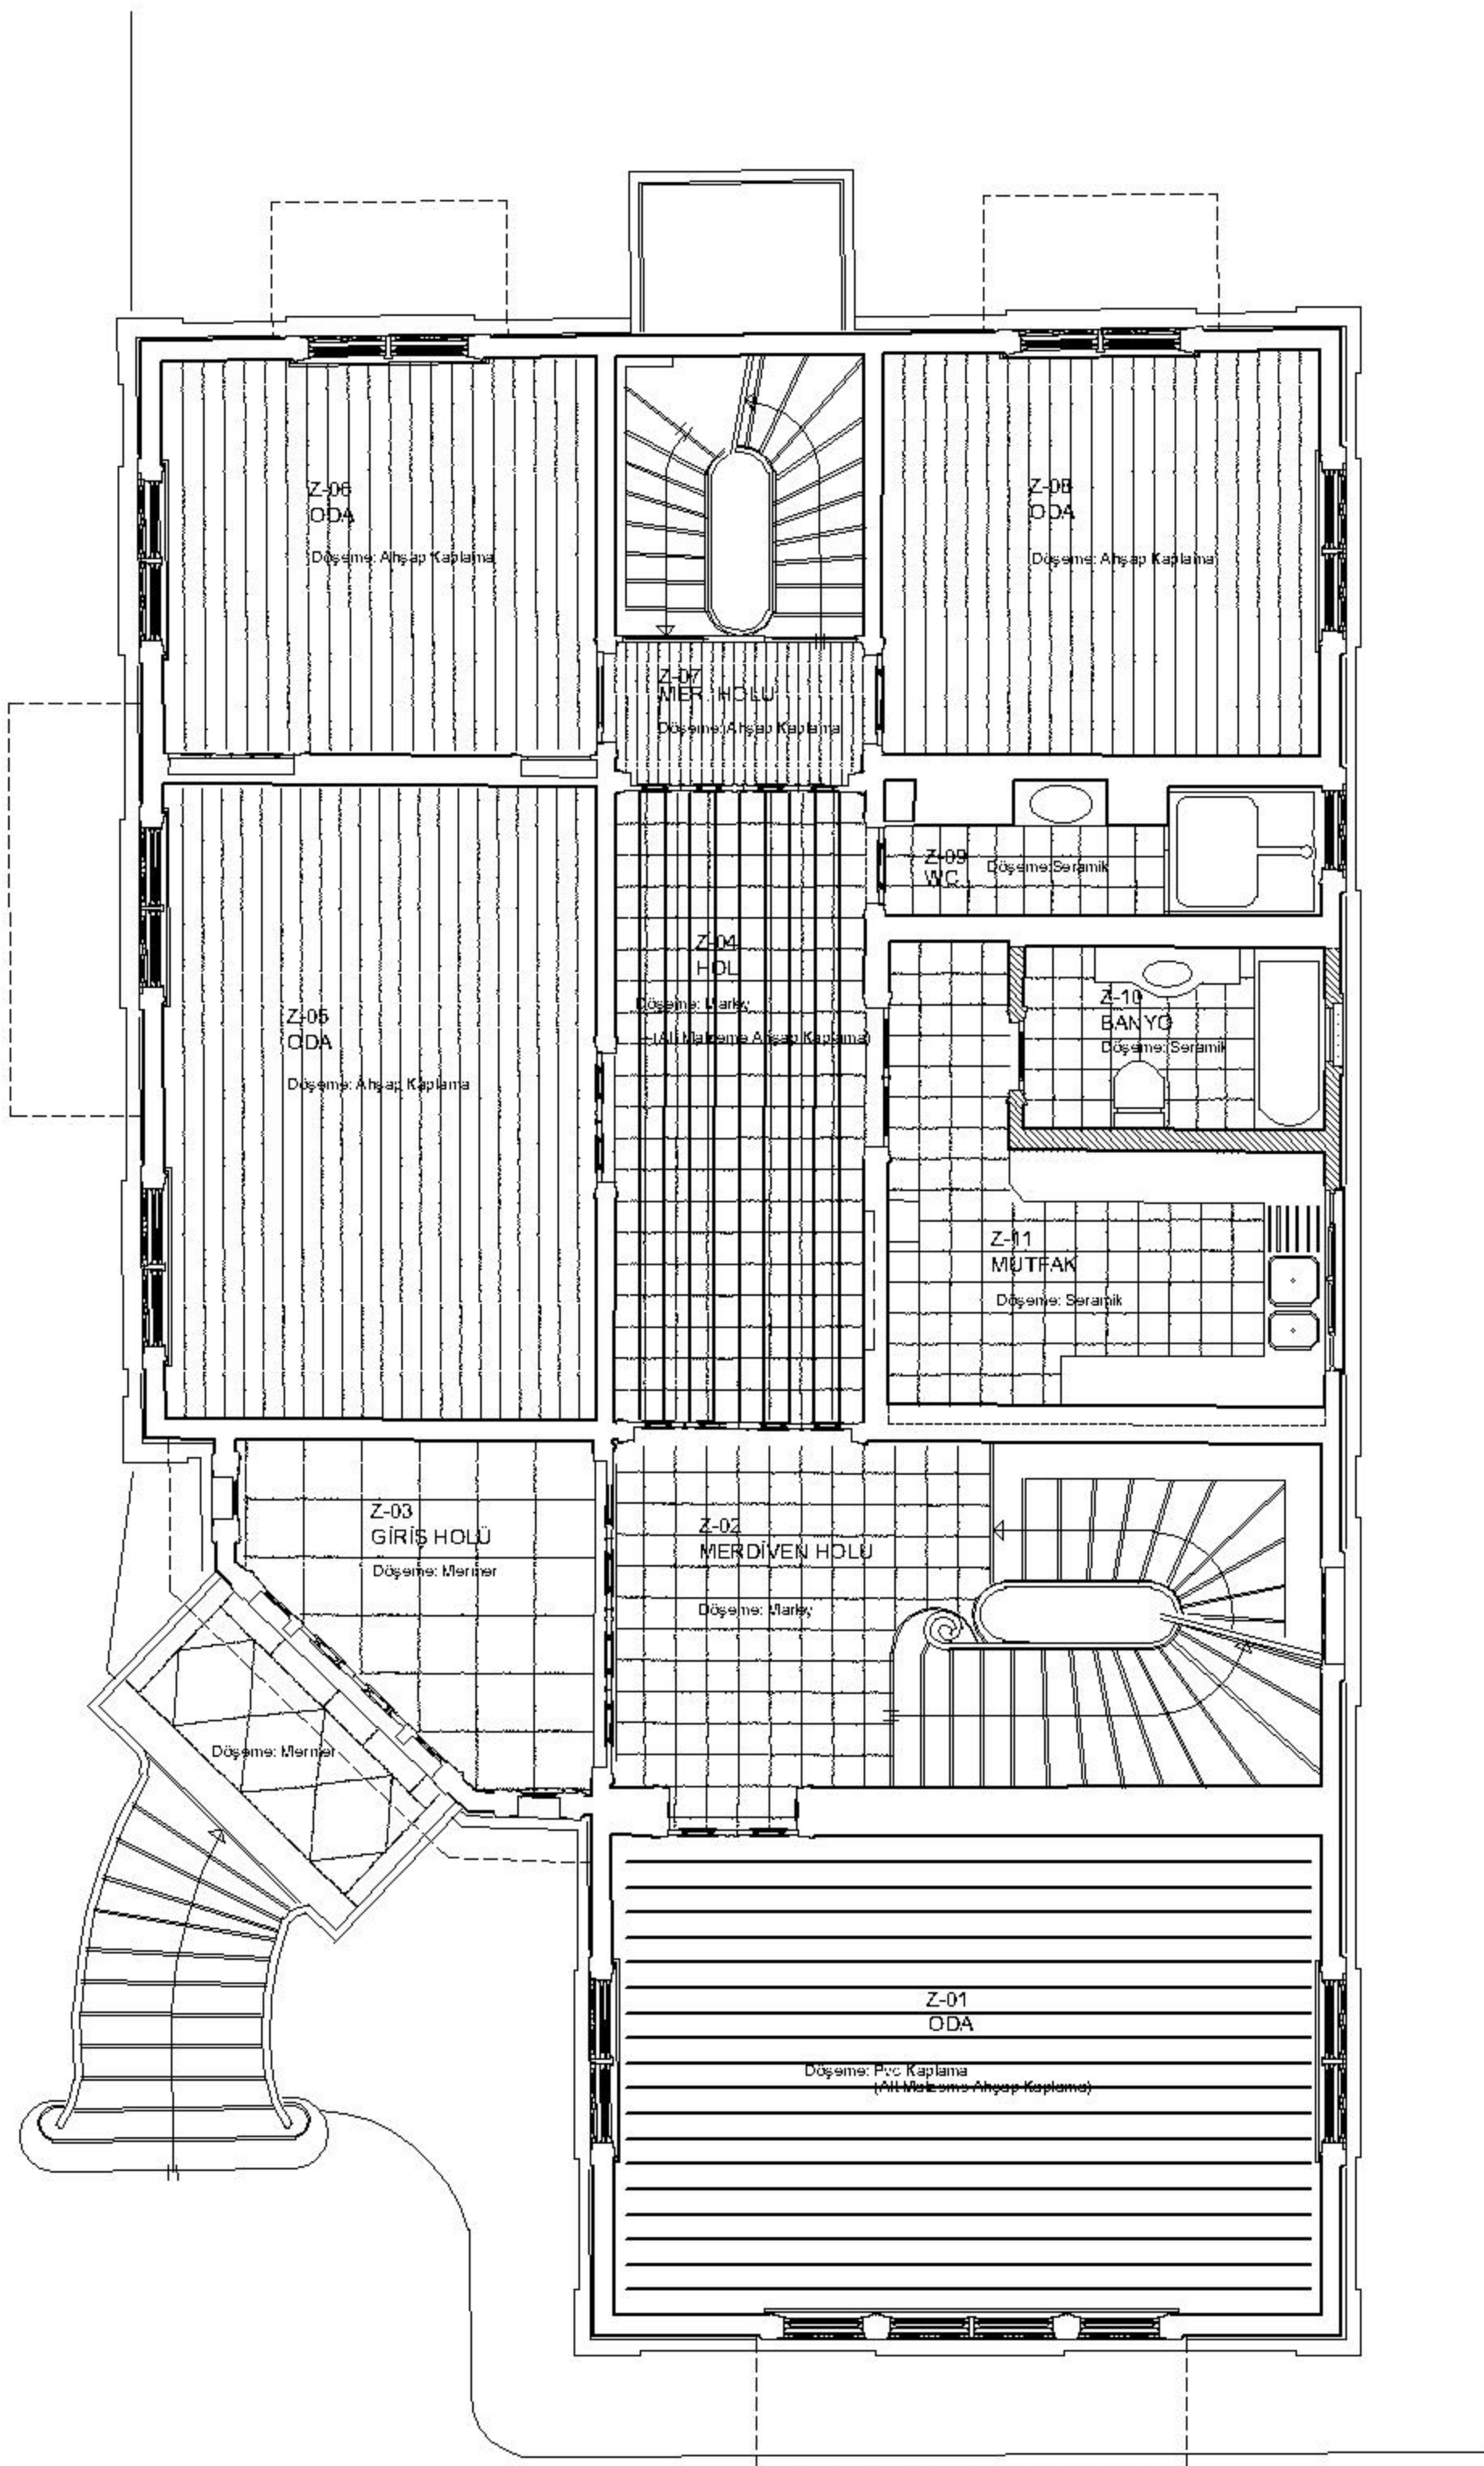 Z-06
ODA
Döşeme: Ahşap Kaplama
Z-08
ODA
Döşeme: Ahşap Kaplama
Z-07
MER. HOLU
Döşeme: Ahşap Kaplama
Z-09
WC
Döşeme: Seramik
Z-04
HOL
Döşeme: Marley
(Alt Malzeme Ahşap Kaplama)
Z-10
BANYO
Döşeme: Seramik
Z-05
ODA
Döşeme: Ahşap Kaplama
Z-11
MUTFAK
Döşeme: Seramik
Z-03
GİRİŞ HOLÜ
Döşeme: Mermer
Z-02
MERDİVEN HOLÜ
Döşeme: Marley
Döşeme: Mermer
Z-01
ODA
Döşeme: Pvc Kaplama
(Alt Malzeme Ahşap Kaplama)